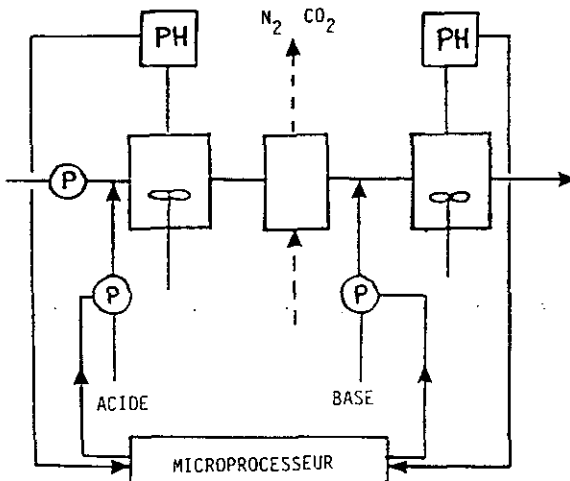 N₂ CO₂
PH
PH
P
P
P
ACIDE
BASE
MICROPROCESSEUR